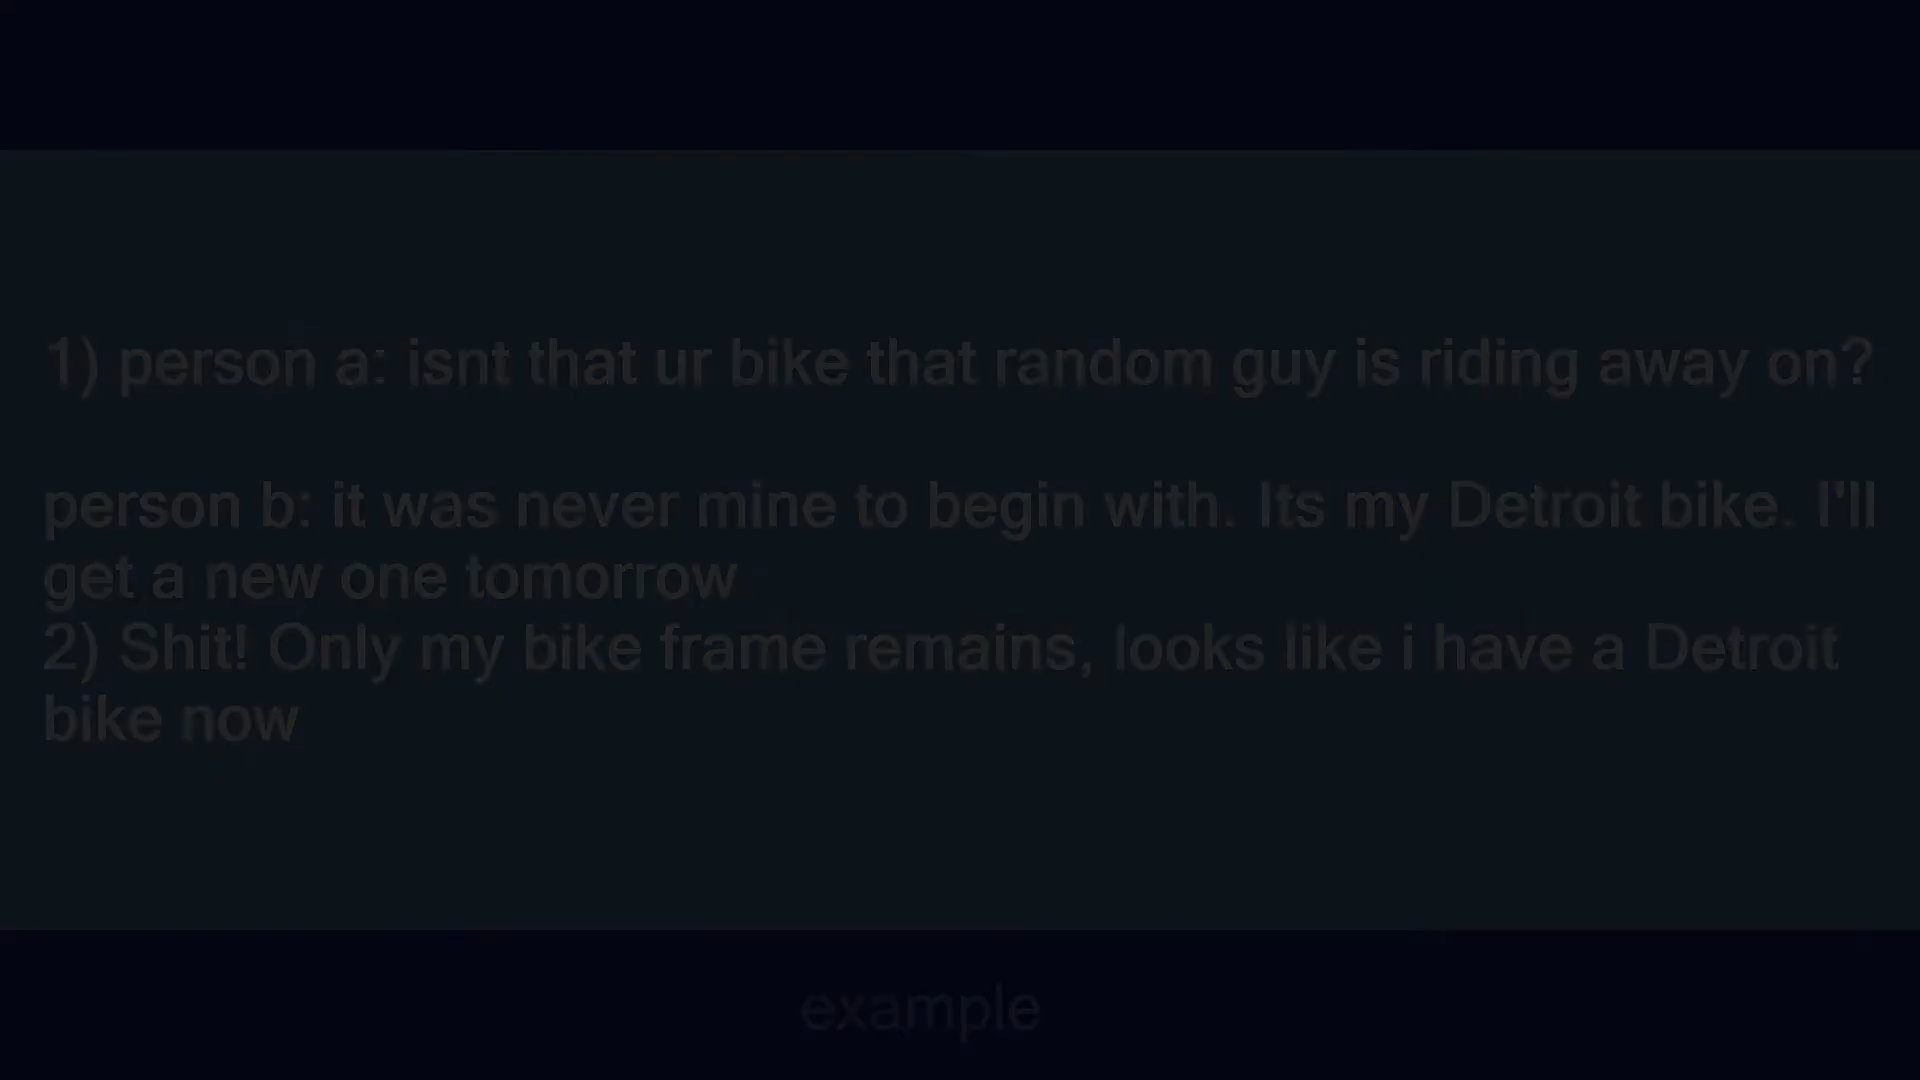 1) person a: isnt that ur bike that random guy is riding away on?
person b: it was never mine to begin with. Its my Detroit bike. I'll
get a new one tomorrow
2) Shit! Only my bike frame remains, looks like i have a Detroit
bike now
example